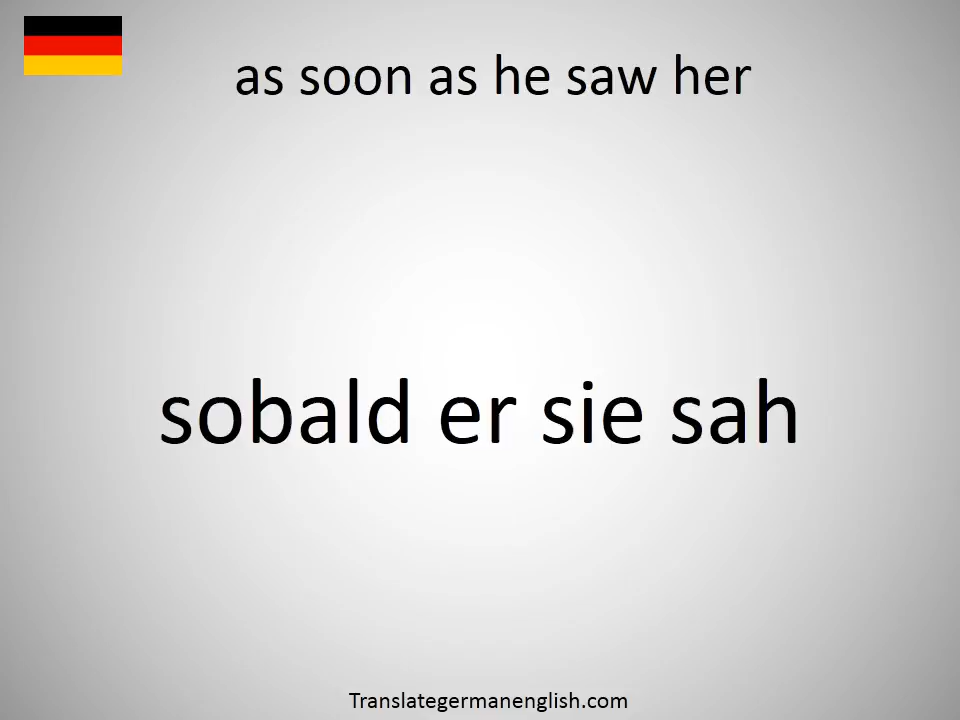 as soon as he saw her
sobald er sie sah
Translategermanenglish.com